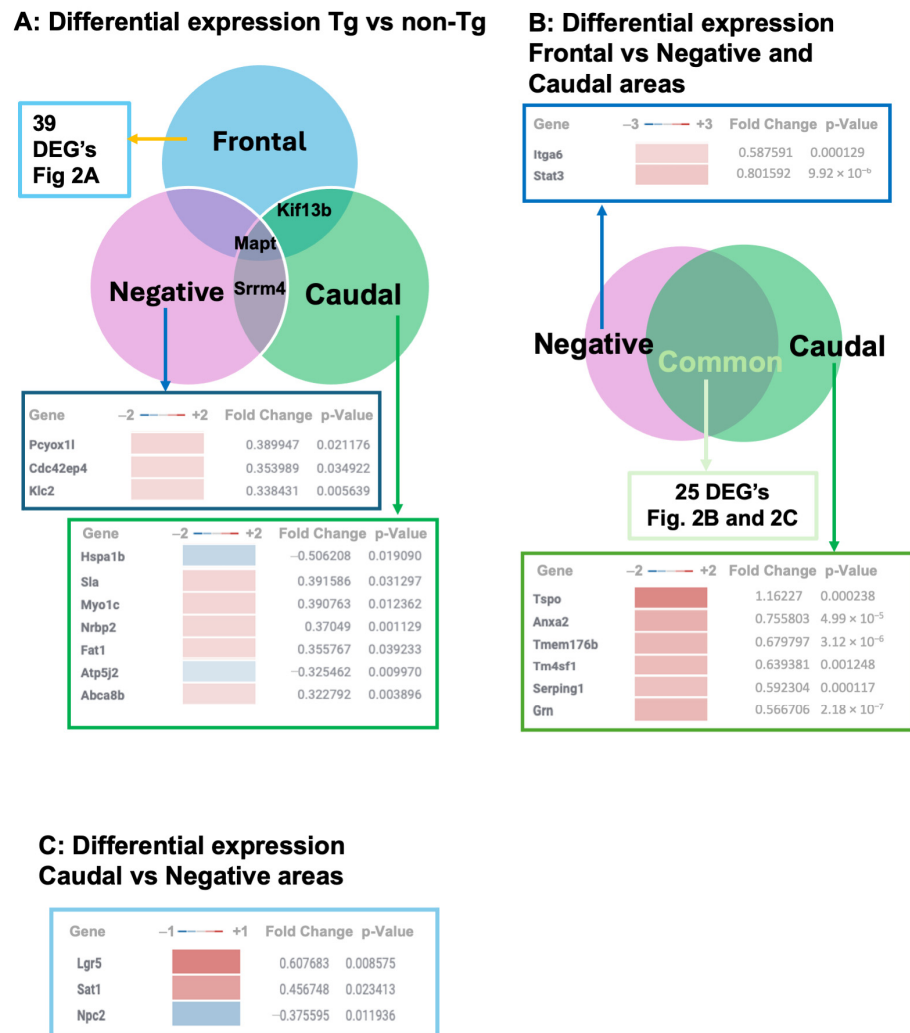 A: Differential expression Tg vs non-Tg
39
DEG's
Fig 2A
Frontal
Kif13b
Mapt
Negative
Srrm4
Caudal
Gene −2 +2 Fold Change p-Value
Pcyox1l 0.389947 0.021176
Cdc42ep4 0.353989 0.034922
Klc2 0.338431 0.005639
Gene −2 +2 Fold Change p-Value
Hspa1b −0.506208 0.019090
Sla 0.391586 0.031297
Myo1c 0.390763 0.012362
Nrbp2 0.37049 0.001129
Fat1 0.355767 0.039233
Atp5j2 −0.325462 0.009970
Abca8b 0.322792 0.003896
B: Differential expression
Frontal vs Negative and
Caudal areas
Gene −3 +3 Fold Change p-Value
Itga6 0.587591 0.000129
Stat3 0.801592 9.92 × 10⁻⁶
Negative
Common
Caudal
25 DEG's
Fig. 2B and 2C
Gene −2 +2 Fold Change p-Value
Tspo 1.16227 0.000238
Anxa2 0.755803 4.99 × 10⁻⁵
Tmem176b 0.679797 3.12 × 10⁻⁶
Tm4sf1 0.639381 0.001248
Serping1 0.592304 0.000117
Grn 0.566706 2.18 × 10⁻⁷
C: Differential expression
Caudal vs Negative areas
Gene −1 +1 Fold Change p-Value
Lgr5 0.607683 0.008575
Sat1 0.456748 0.023413
Npc2 −0.375595 0.011936